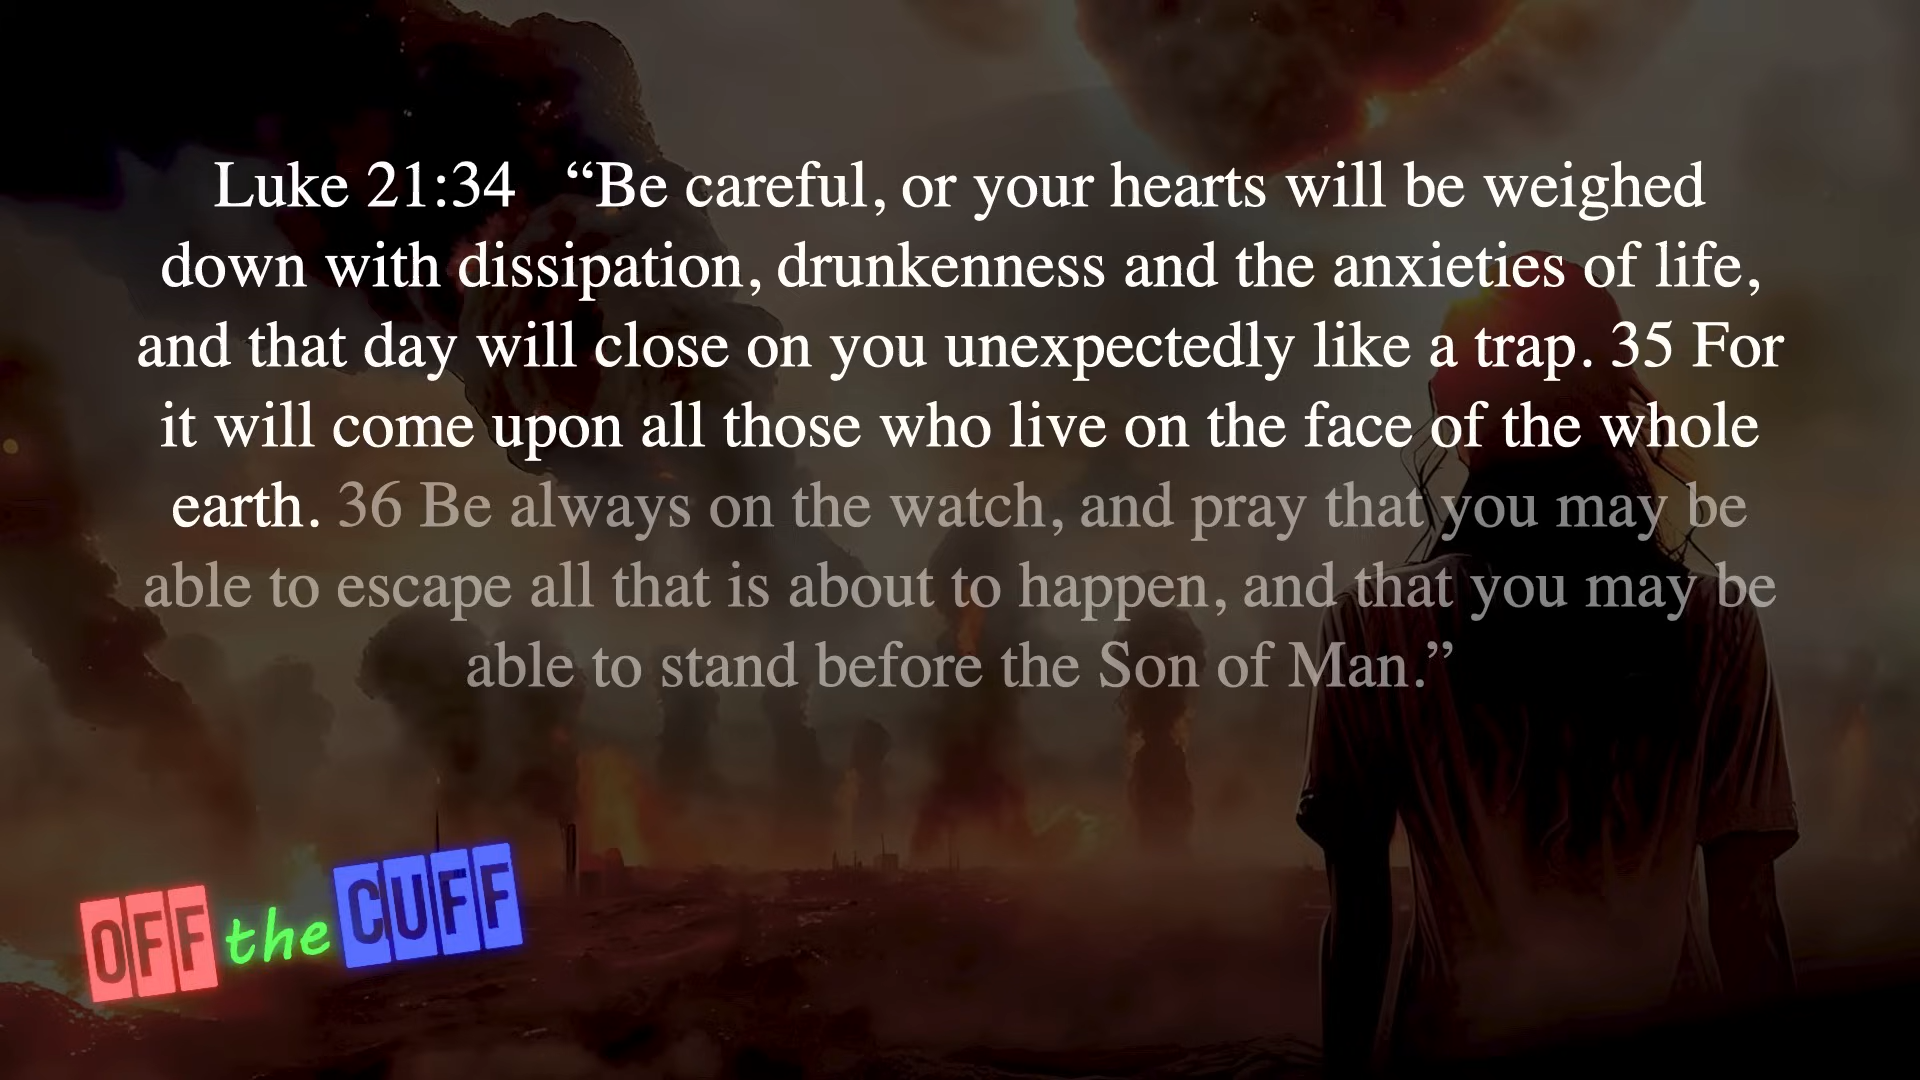 Luke 21:34 “Be careful, or your hearts will be weighed
down with dissipation, drunkenness and the anxieties of life,
and that day will close on you unexpectedly like a trap. 35 For
it will come upon all those who live on the face of the whole
earth. 36 Be always on the watch, and pray that you may be
able to escape all that is about to happen, and that you may be
able to stand before the Son of Man.”
OFF the CUFF